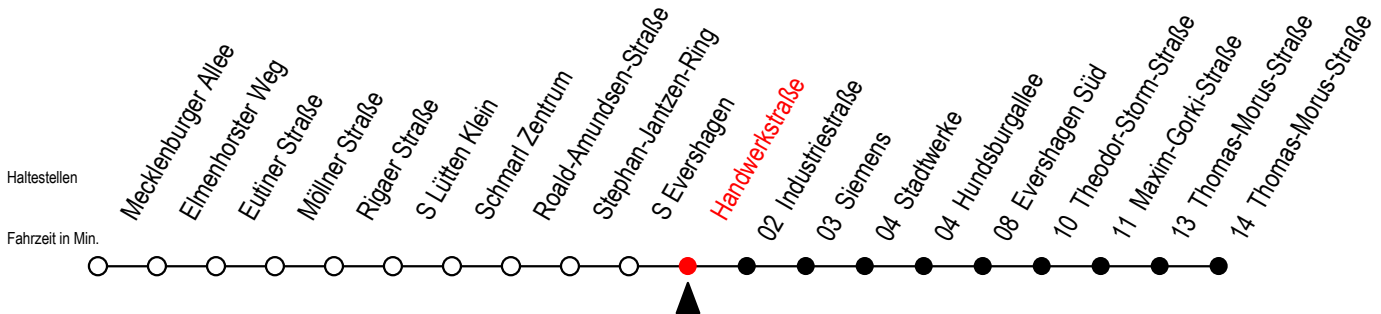 Haltestellen
Fahrzeit in Min.
Mecklenburger Allee
Elmenhorster Weg
Eutiner Straße
Möllner Straße
Rigaer Straße
S Lütten Klein
Schmarl Zentrum
Roald-Amundsen-Straße
Stephan-Jantzen-Ring
S Evershagen
Handwerkstraße
02 Industriestraße
03 Siemens
04 Stadtwerke
04 Hundsburgallee
08 Evershagen Süd
10 Theodor-Storm-Straße
11 Maxim-Gorki-Straße
13 Thomas-Morus-Straße
14 Thomas-Morus-Straße